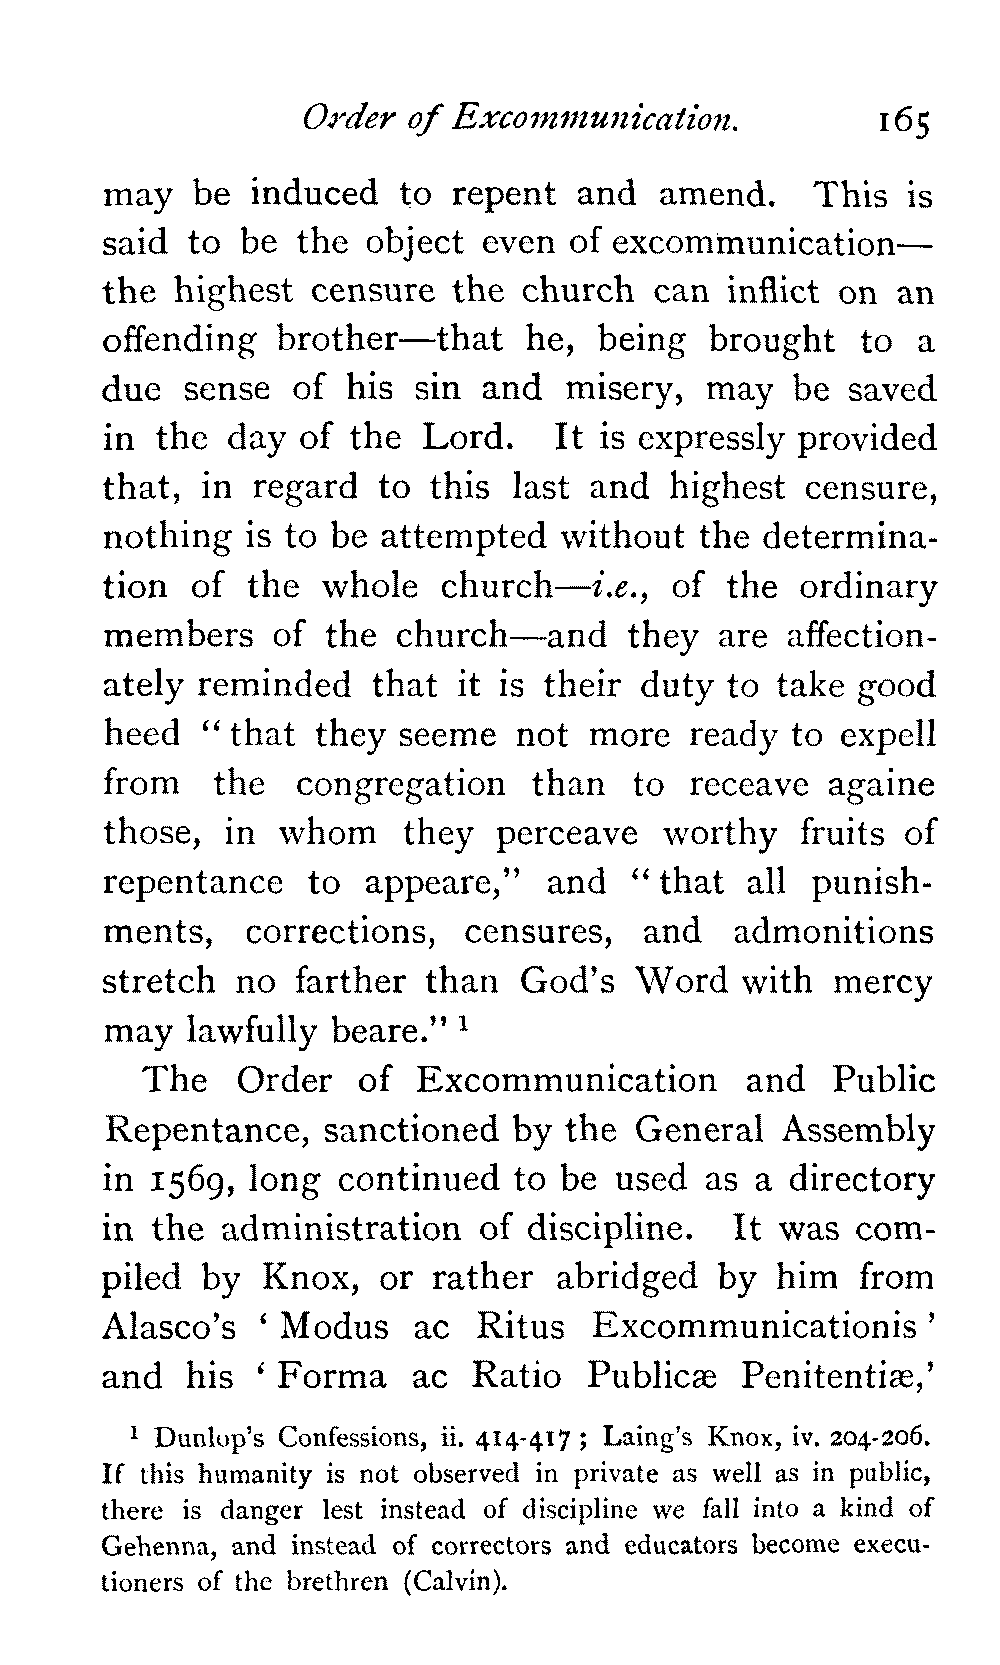 Order of Excommunication. 165
may be induced to repent and amend. This is
said to be the object even of excommunication—
the highest censure the church can inflict on an
offending brother—that he, being brought to a
due sense of his sin and misery, may be saved
in the day of the Lord. It is expressly provided
that, in regard to this last and highest censure,
nothing is to be attempted without the determina-
tion of the whole church—i.e., of the ordinary
members of the church—and they are affection-
ately reminded that it is their duty to take good
heed “that they seeme not more ready to expell
from the congregation than to receave againe
those, in whom they perceave worthy fruits of
repentance to appeare,” and “that all punish-
ments, corrections, censures, and admonitions
stretch no farther than God's Word with mercy
may lawfully beare.” ¹
The Order of Excommunication and Public
Repentance, sanctioned by the General Assembly
in 1569, long continued to be used as a directory
in the administration of discipline. It was com-
piled by Knox, or rather abridged by him from
Alasco's ‘Modus ac Ritus Excommunicationis’
and his ‘Forma ac Ratio Publicæ Penitentiæ,’
¹ Dunlop's Confessions, ii. 414-417; Laing's Knox, iv. 204-206.
If this humanity is not observed in private as well as in public,
there is danger lest instead of discipline we fall into a kind of
Gehenna, and instead of correctors and educators become execu-
tioners of the brethren (Calvin).